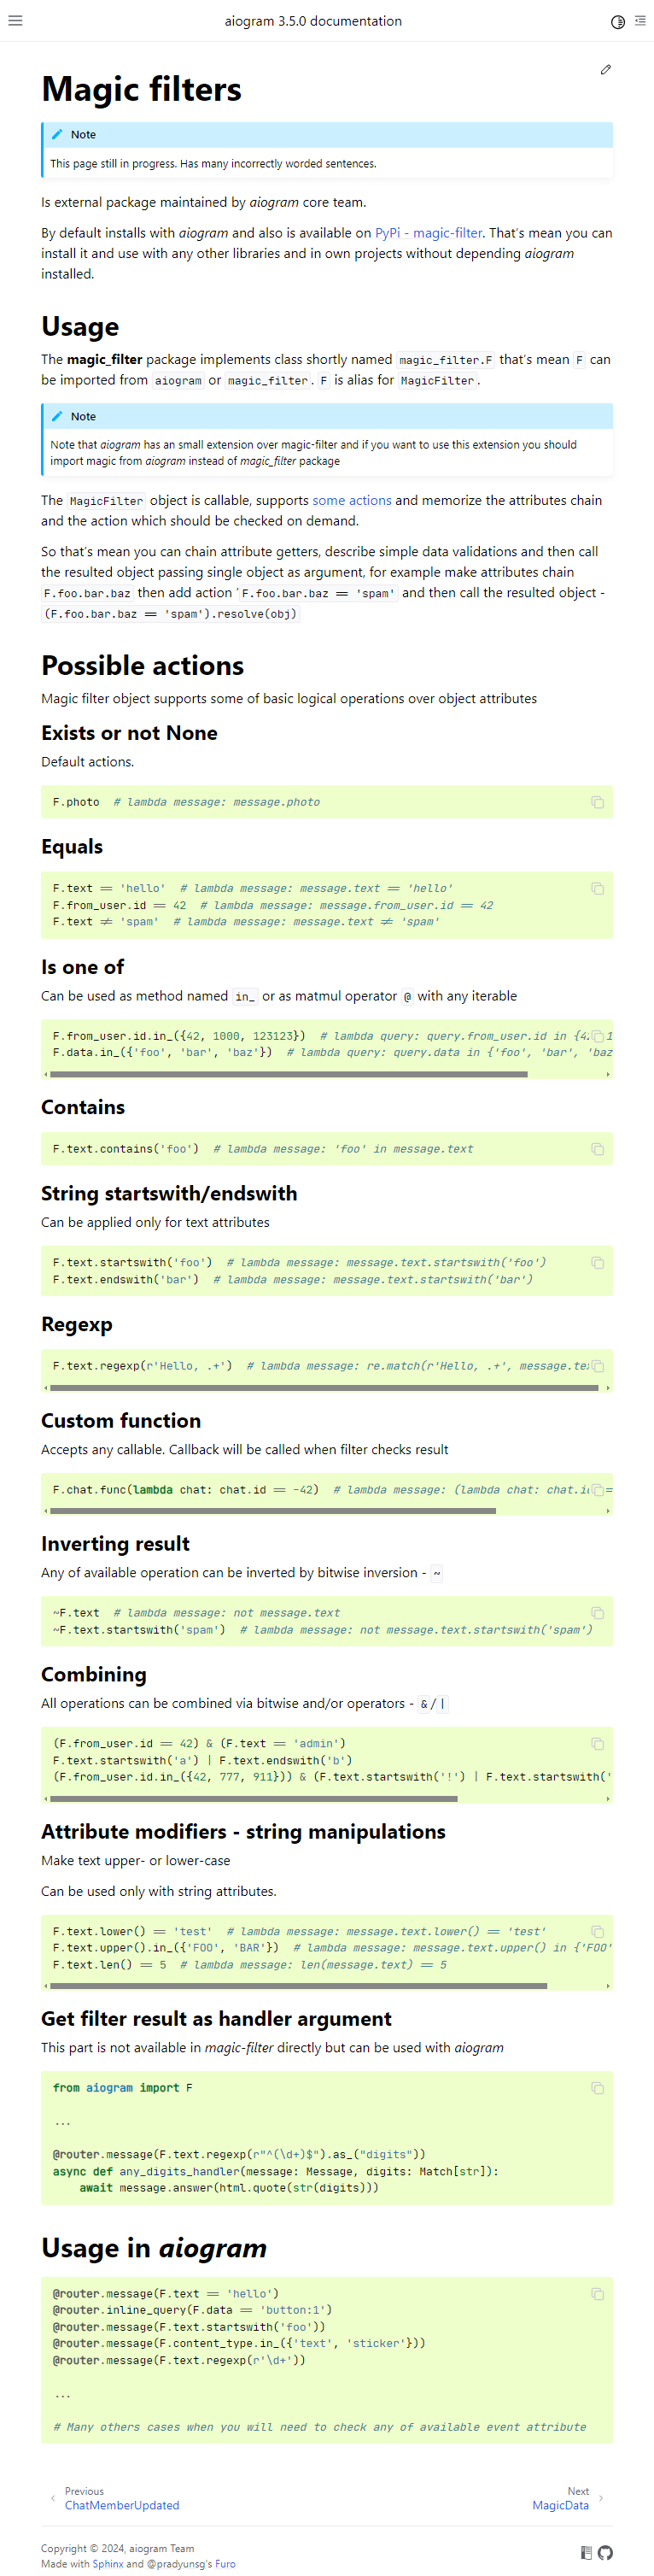 aiogram 3.5.0 documentation
Magic filters
Note
This page still in progress. Has many incorrectly worded sentences.
Is external package maintained by aiogram core team.
By default installs with aiogram and also is available on PyPi - magic-filter. That's mean you can
install it and use with any other libraries and in own projects without depending aiogram
installed.
Usage
The magic_filter package implements class shortly named magic_filter.F that's mean F can
be imported from aiogram or magic_filter. F is alias for MagicFilter.
Note
Note that aiogram has an small extension over magic-filter and if you want to use this extension you should
import magic from aiogram instead of magic_filter package
The MagicFilter object is callable, supports some actions and memorize the attributes chain
and the action which should be checked on demand.
So that's mean you can chain attribute getters, describe simple data validations and then call
the resulted object passing single object as argument, for example make attributes chain
F.foo.bar.baz then add action ' F.foo.bar.baz == 'spam' and then call the resulted object -
(F.foo.bar.baz == 'spam').resolve(obj)
Possible actions
Magic filter object supports some of basic logical operations over object attributes
Exists or not None
Default actions.
F.photo  # lambda message: message.photo
Equals
F.text == 'hello'  # lambda message: message.text == 'hello'
F.from_user.id == 42  # lambda message: message.from_user.id == 42
F.text != 'spam'  # lambda message: message.text != 'spam'
Is one of
Can be used as method named in_ or as matmul operator @ with any iterable
F.from_user.id.in_({42, 1000, 123123})  # lambda query: query.from_user.id in {42, 1
F.data.in_({'foo', 'bar', 'baz'})  # lambda query: query.data in {'foo', 'bar', 'baz
Contains
F.text.contains('foo')  # lambda message: 'foo' in message.text
String startswith/endswith
Can be applied only for text attributes
F.text.startswith('foo')  # lambda message: message.text.startswith('foo')
F.text.endswith('bar')  # lambda message: message.text.startswith('bar')
Regexp
F.text.regexp(r'Hello, .+')  # lambda message: re.match(r'Hello, .+', message.te
Custom function
Accepts any callable. Callback will be called when filter checks result
F.chat.func(lambda chat: chat.id == -42)  # lambda message: (lambda chat: chat.id =
Inverting result
Any of available operation can be inverted by bitwise inversion - ~
~F.text  # lambda message: not message.text
~F.text.startswith('spam')  # lambda message: not message.text.startswith('spam')
Combining
All operations can be combined via bitwise and/or operators - & / |
(F.from_user.id == 42) & (F.text == 'admin')
F.text.startswith('a') | F.text.endswith('b')
(F.from_user.id.in_({42, 777, 911})) & (F.text.startswith('!') | F.text.startswith('
Attribute modifiers - string manipulations
Make text upper- or lower-case
Can be used only with string attributes.
F.text.lower() == 'test'  # lambda message: message.text.lower() == 'test'
F.text.upper().in_({'FOO', 'BAR'})  # lambda message: message.text.upper() in {'FOO'
F.text.len() == 5  # lambda message: len(message.text) == 5
Get filter result as handler argument
This part is not available in magic-filter directly but can be used with aiogram
from aiogram import F
...
@router.message(F.text.regexp(r"^(\d+)$").as_("digits"))
async def any_digits_handler(message: Message, digits: Match[str]):
    await message.answer(html.quote(str(digits)))
Usage in aiogram
@router.message(F.text == 'hello')
@router.inline_query(F.data == 'button:1')
@router.message(F.text.startswith('foo'))
@router.message(F.content_type.in_({'text', 'sticker'}))
@router.message(F.text.regexp(r'\d+'))
...
# Many others cases when you will need to check any of available event attribute
Previous
ChatMemberUpdated
Next
MagicData
Copyright © 2024, aiogram Team
Made with Sphinx and @pradyunsg's Furo